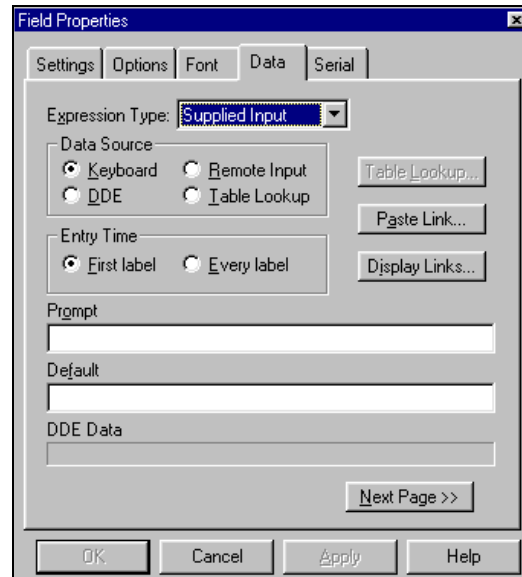 Field Properties
Settings Options Font Data Serial
Expression Type: Supplied Input
Data Source
Keyboard Remote Input
DDE Table Lookup
Table Lookup...
Paste Link...
Entry Time
First label Every label
Display Links...
Prompt
Default
DDE Data
Next Page >>
OK Cancel Apply Help